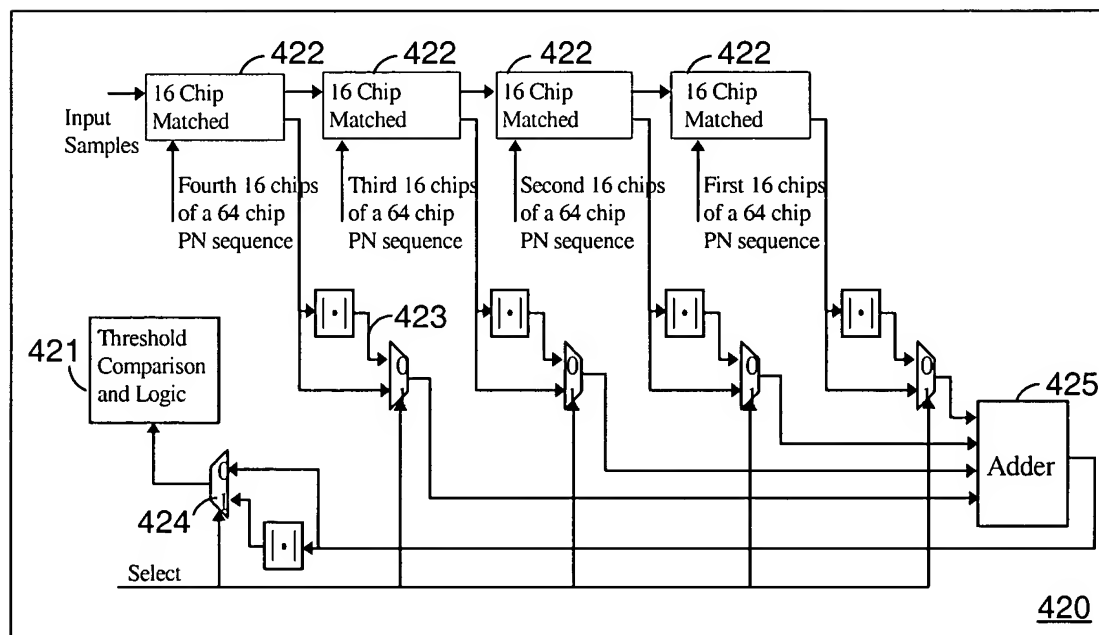 422
422
422
422
16 Chip
Matched
16 Chip
Matched
16 Chip
Matched
16 Chip
Matched
Input
Samples
Fourth 16 chips
of a 64 chip
PN sequence
Third 16 chips
of a 64 chip
PN sequence
Second 16 chips
of a 64 chip
PN sequence
First 16 chips
of a 64 chip
PN sequence
|·|
|·|
|·|
|·|
423
421
Threshold
Comparison
and Logic
0
1
0
1
0
1
0
1
425
Adder
0
1
424
|·|
Select
420